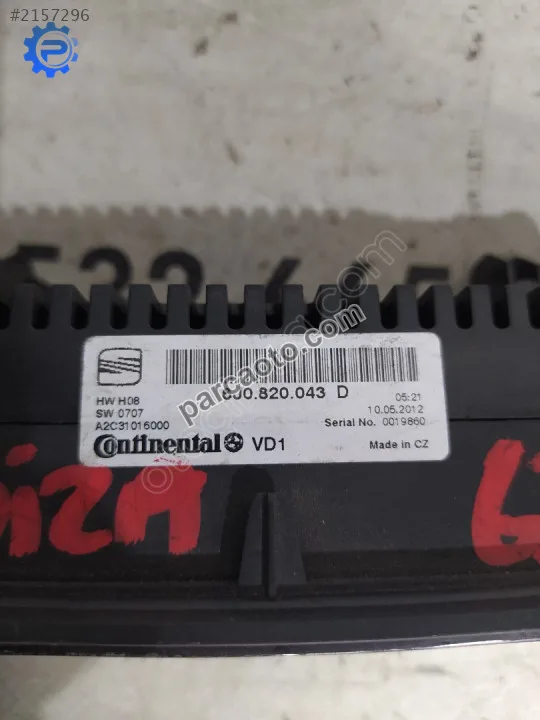 #2157296
parcaoto.com
HW H08
SW 0707
A2C31016000
.820.043 D
05:21
10.05.2012
Serial No. 0019860
Continental VD1
Made in CZ